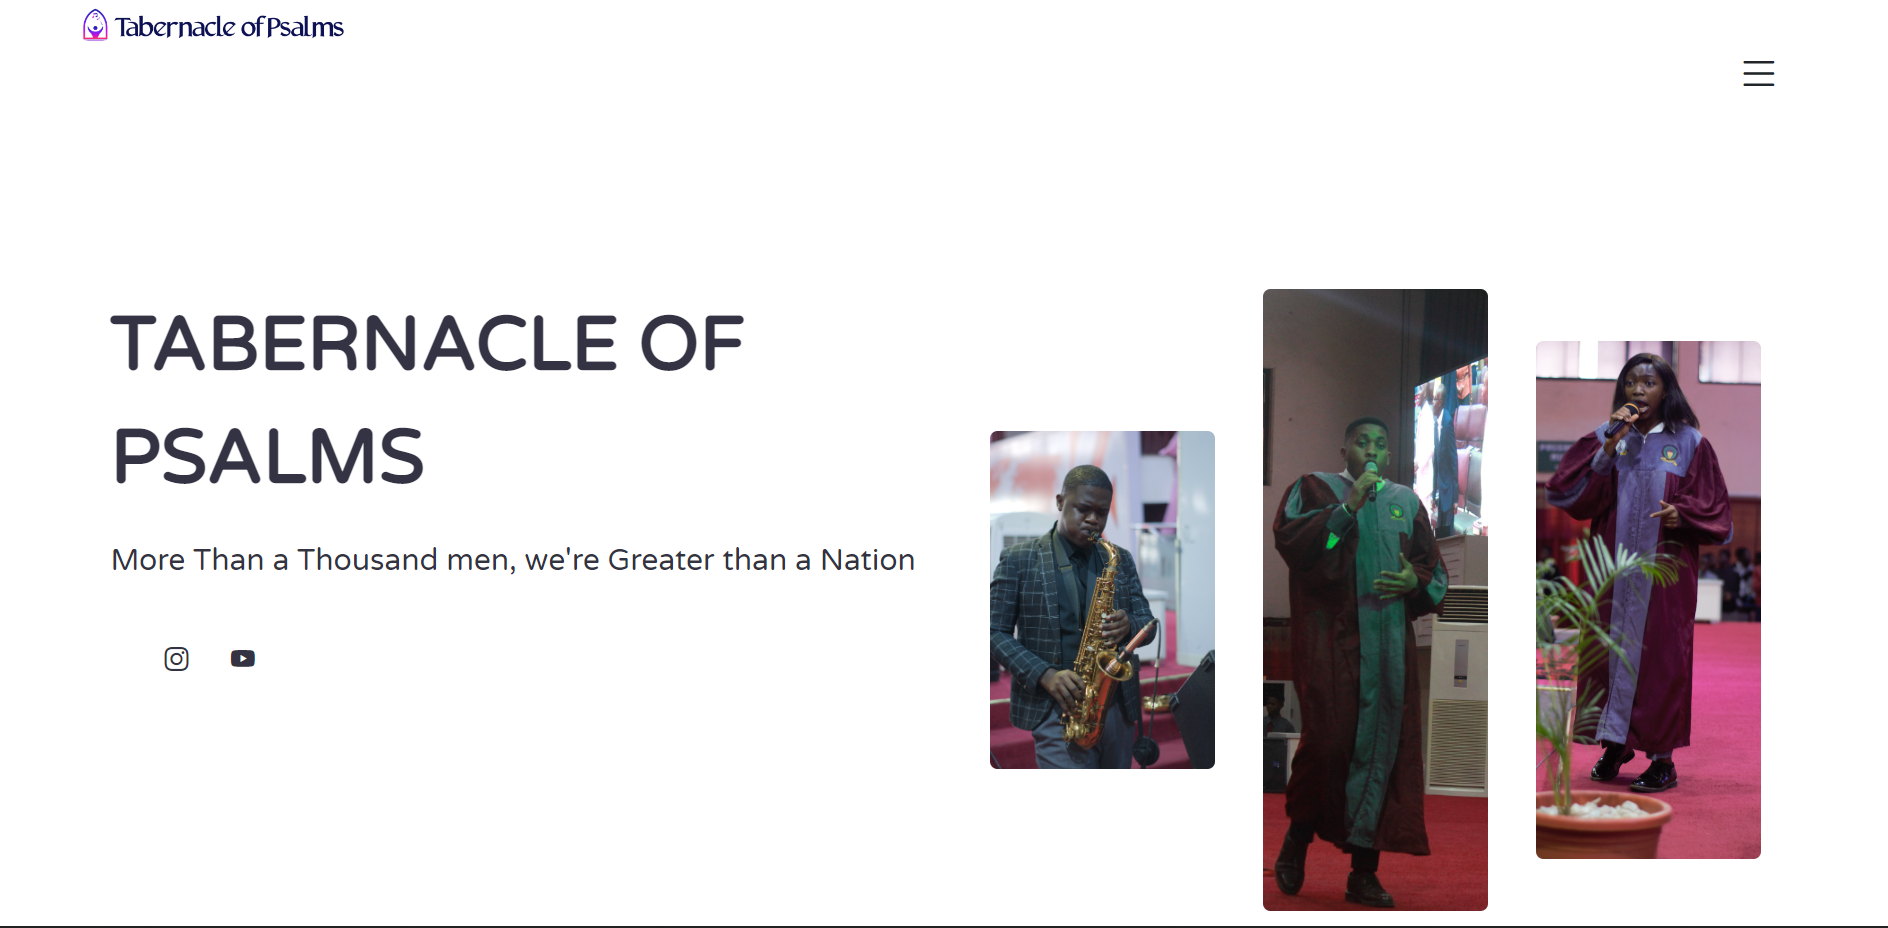 Tabernacle of Psalms
TABERNACLE OF
PSALMS
More Than a Thousand men, we're Greater than a Nation